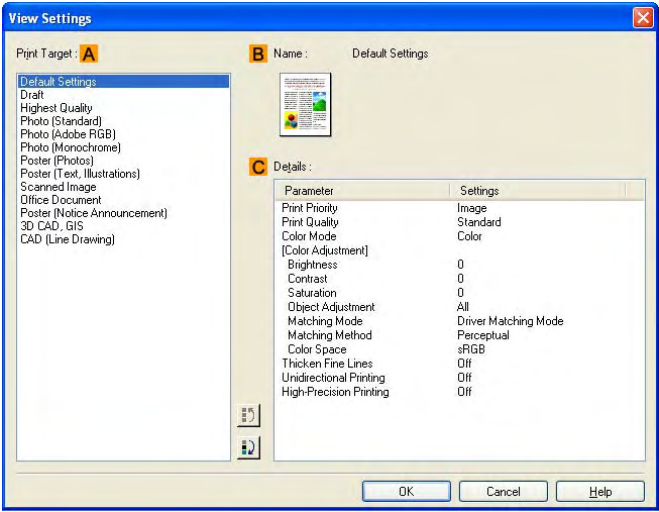 View Settings
Print Target : A
Default Settings
Draft
Highest Quality
Photo (Standard)
Photo (Adobe RGB)
Photo (Monochrome)
Poster (Photos)
Poster (Text, Illustrations)
Scanned Image
Office Document
Poster (Notice Announcement)
3D CAD, GIS
CAD (Line Drawing)
B Name : Default Settings
C Details :
Parameter Settings
Print Priority Image
Print Quality Standard
Color Mode Color
[Color Adjustment]
Brightness 0
Contrast 0
Saturation 0
Object Adjustment All
Matching Mode Driver Matching Mode
Matching Method Perceptual
Color Space sRGB
Thicken Fine Lines Off
Unidirectional Printing Off
High-Precision Printing Off
OK Cancel Help